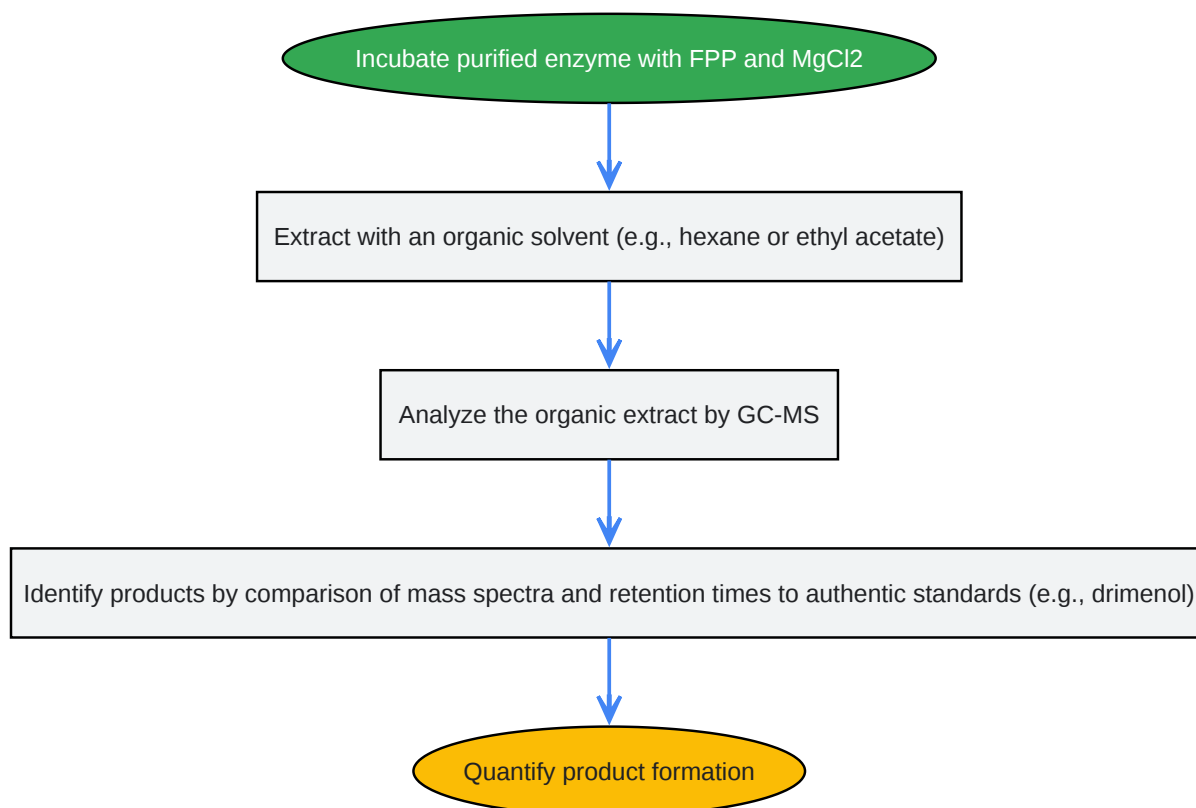 Incubate purified enzyme with FPP and MgCl2
Extract with an organic solvent (e.g., hexane or ethyl acetate)
Analyze the organic extract by GC-MS
Identify products by comparison of mass spectra and retention times to authentic standards (e.g., drimenol)
Quantify product formation